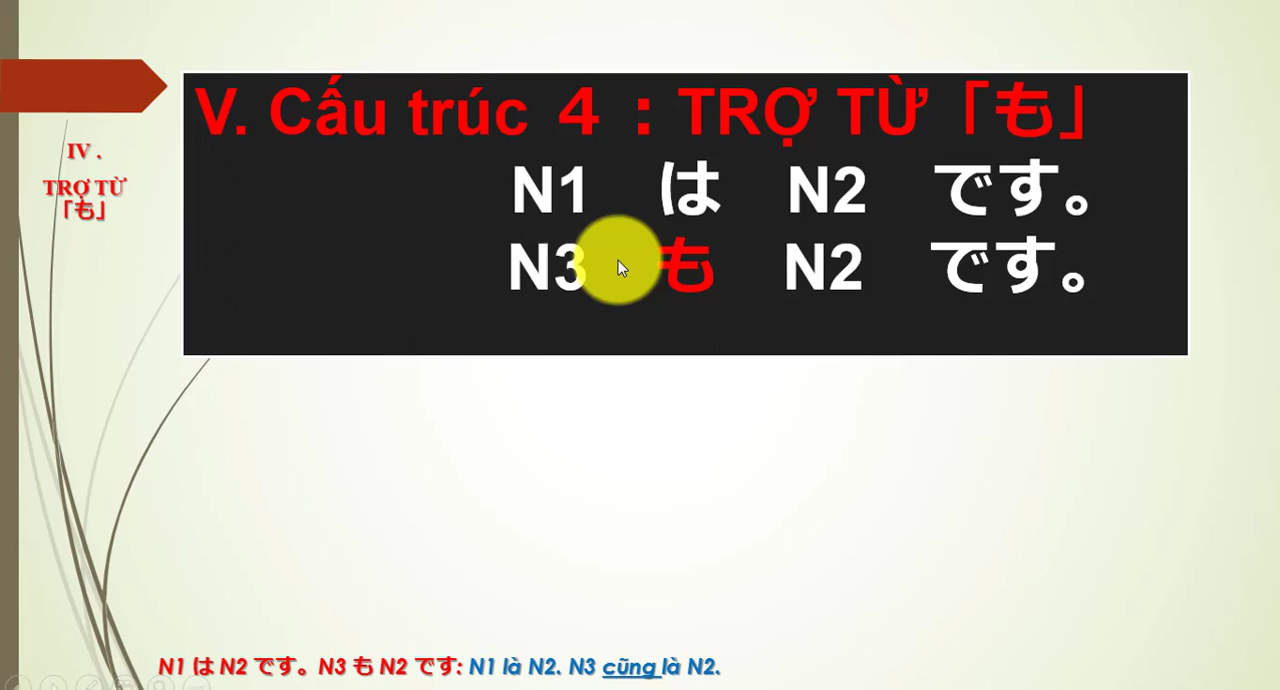 V. Cấu trúc ４：TRỢ TỪ「も」
N1　は　N2　です。
N3　も　N2　です。
IV .
TRỢ TỪ
「も」
N1 は N2 です。N3 も N2 です: N1 là N2. N3 cũng là N2.